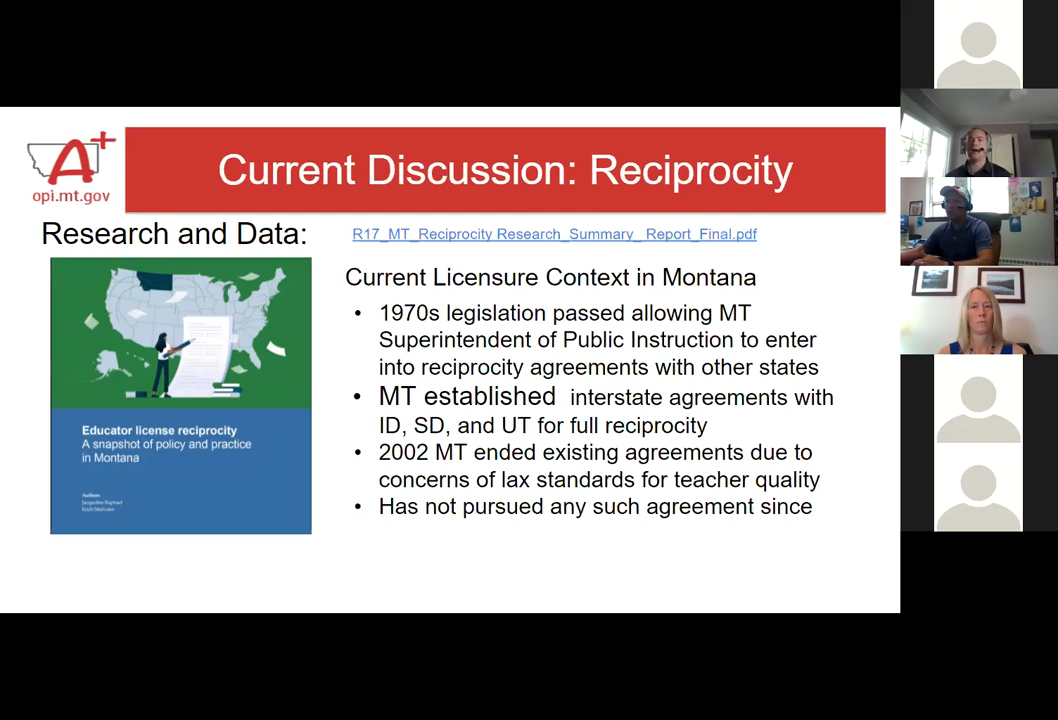 A+
opi.mt.gov
Current Discussion: Reciprocity
Research and Data:
R17_MT_Reciprocity Research_Summary_ Report_Final.pdf
Educator license reciprocity
A snapshot of policy and practice
in Montana
Authors
Current Licensure Context in Montana
• 1970s legislation passed allowing MT
Superintendent of Public Instruction to enter
into reciprocity agreements with other states
• MT established interstate agreements with
ID, SD, and UT for full reciprocity
• 2002 MT ended existing agreements due to
concerns of lax standards for teacher quality
• Has not pursued any such agreement since